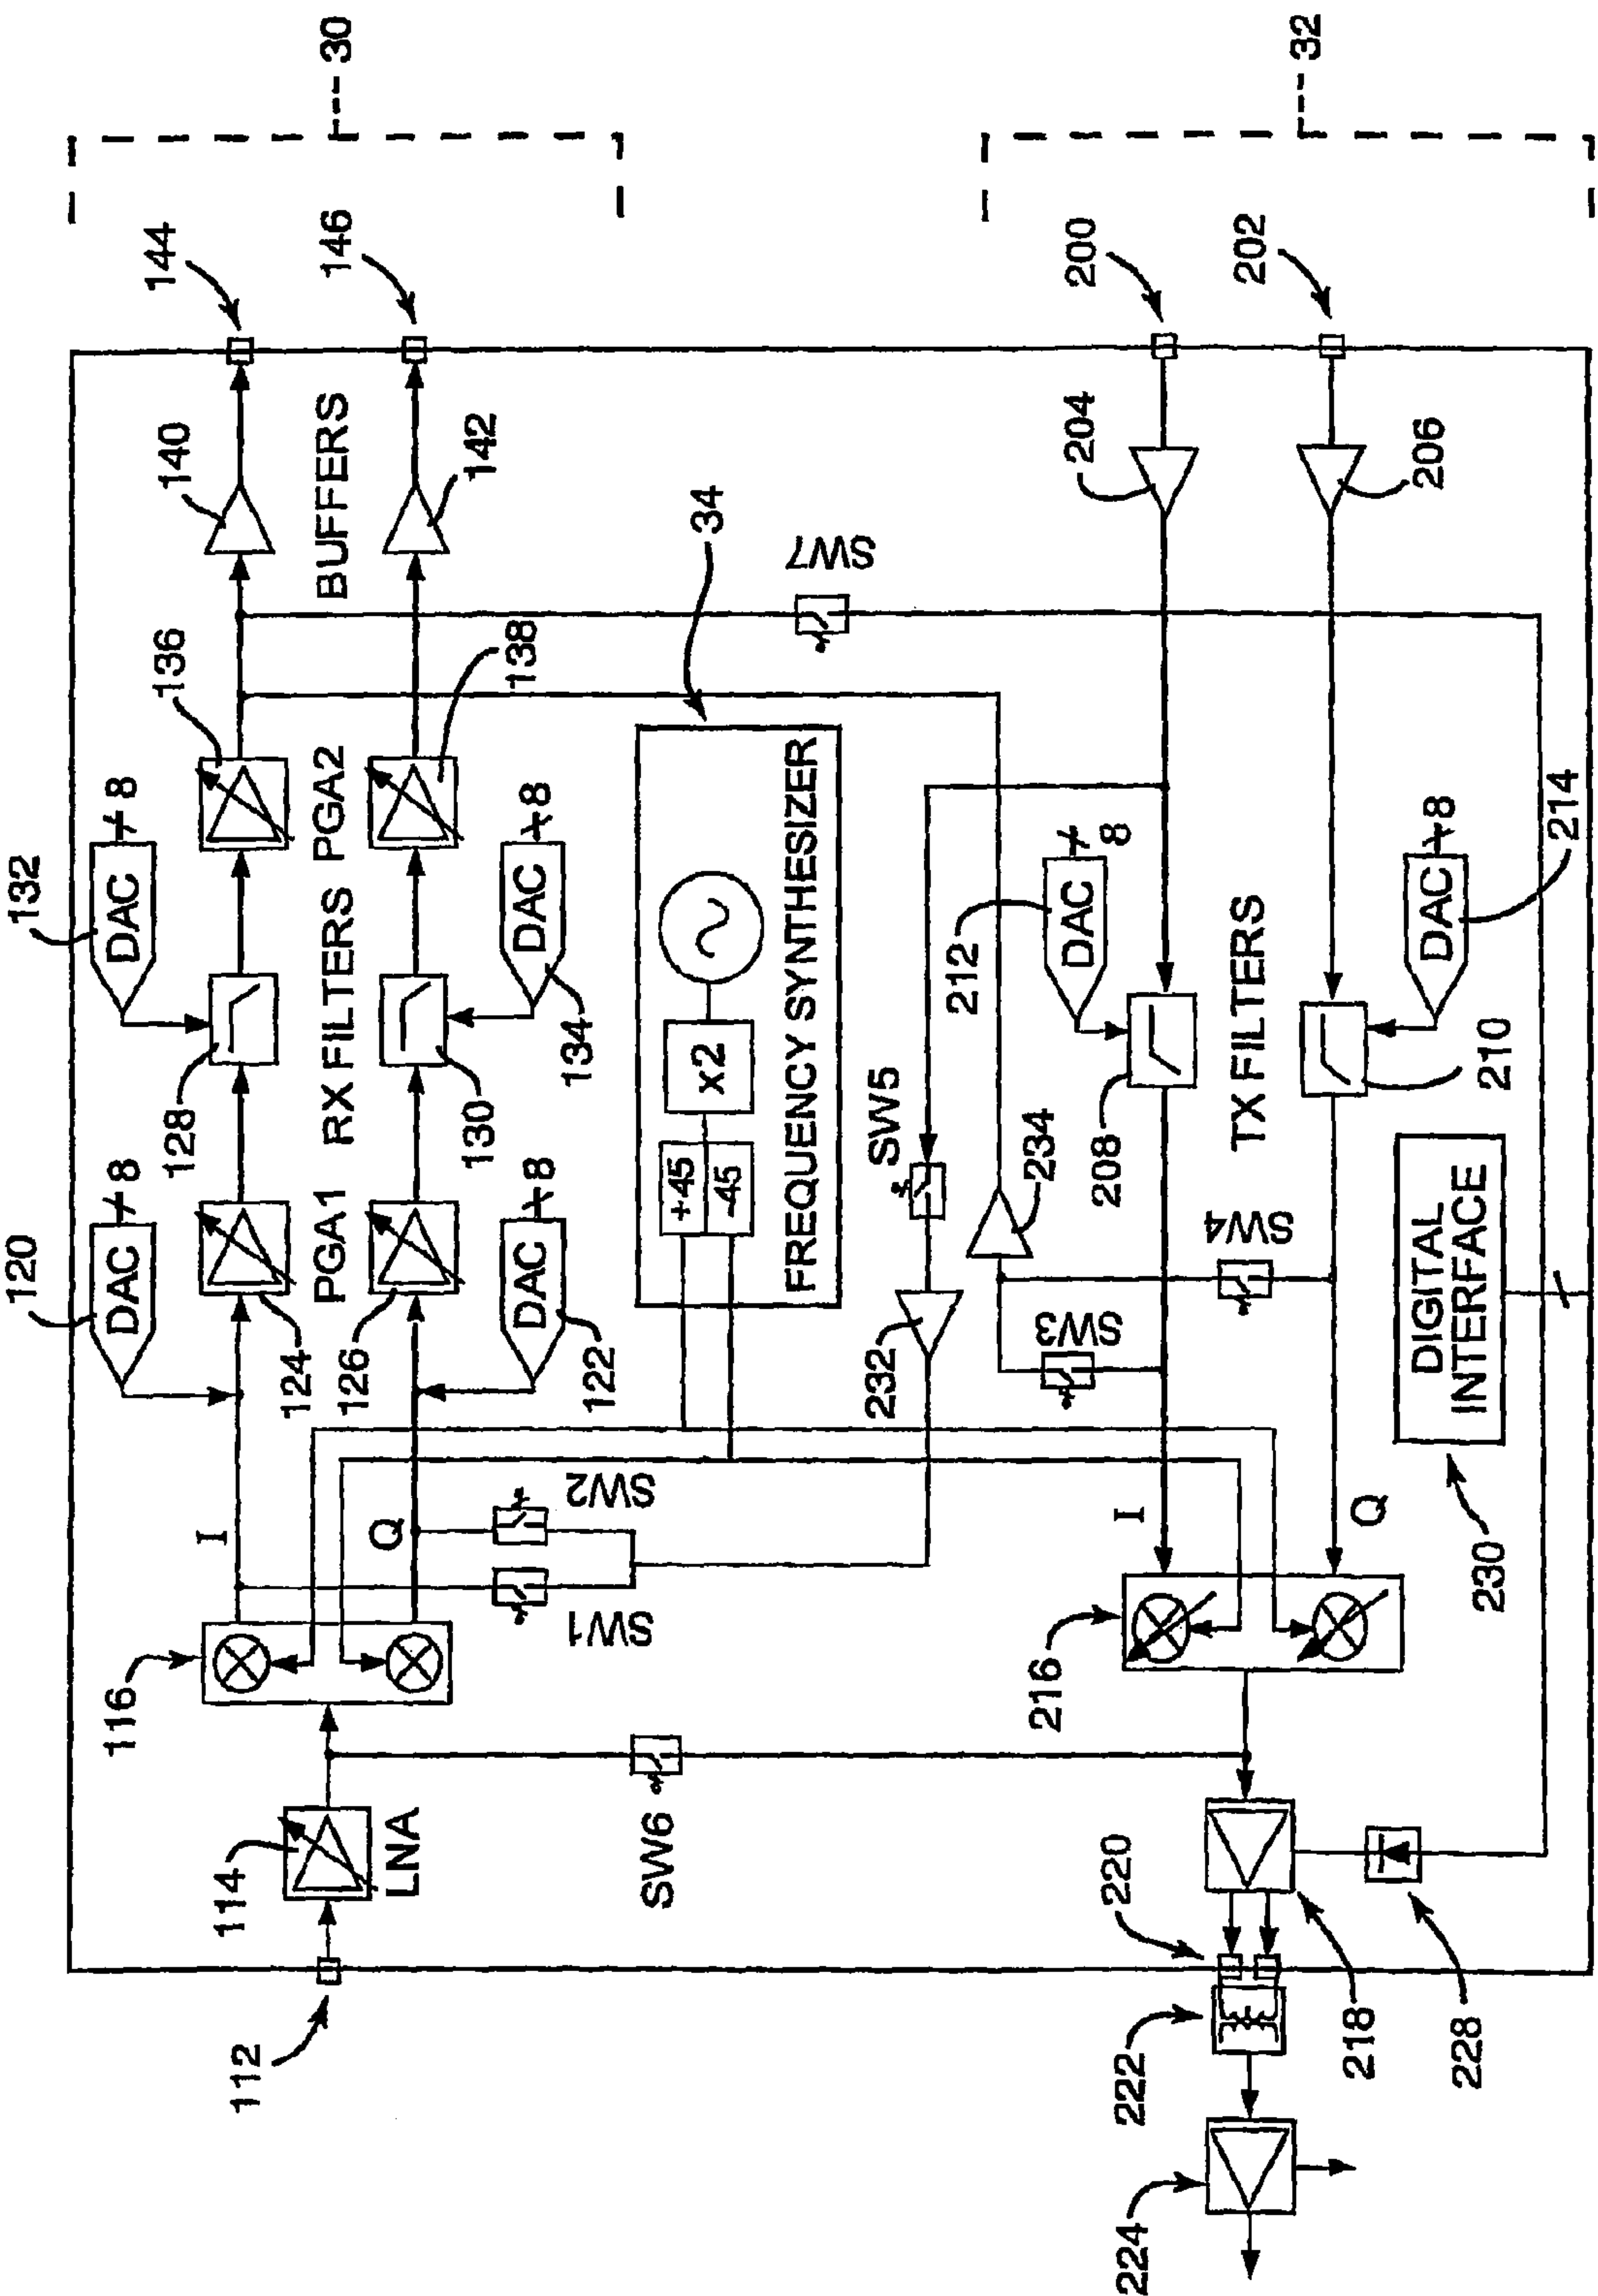 30
32
144
146
200
202
140
BUFFERS
142
204
206
34
SW7
136
PGA2
138
132
DAC
8
DAC
8
134
128
RX FILTERS
130
120
DAC
8
DAC
8
122
124
PGA1
126
x2
+45
-45
FREQUENCY SYNTHESIZER
SW5
232
234
212
DAC
8
208
TX FILTERS
DAC
8
214
210
SW4
SW3
DIGITAL
INTERFACE
230
I
Q
SW2
SW1
116
I
Q
216
114
LNA
SW6
112
220
222
218
228
224